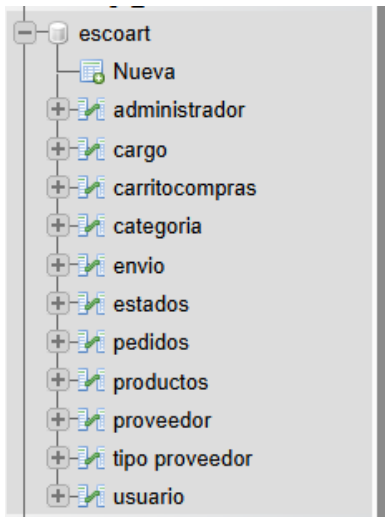 escoart
Nueva
administrador
cargo
carritocompras
categoria
envio
estados
pedidos
productos
proveedor
tipo proveedor
usuario